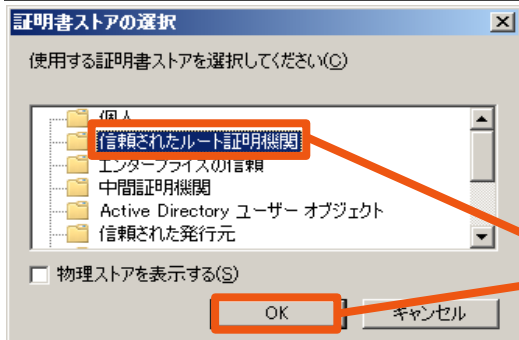 証明書ストアの選択
使用する証明書ストアを選択してください(C)
個人
信頼されたルート証明機関
エンタープライズの信頼
中間証明機関
Active Directory ユーザー オブジェクト
信頼された発行元
物理ストアを表示する(S)
OK
キャンセル